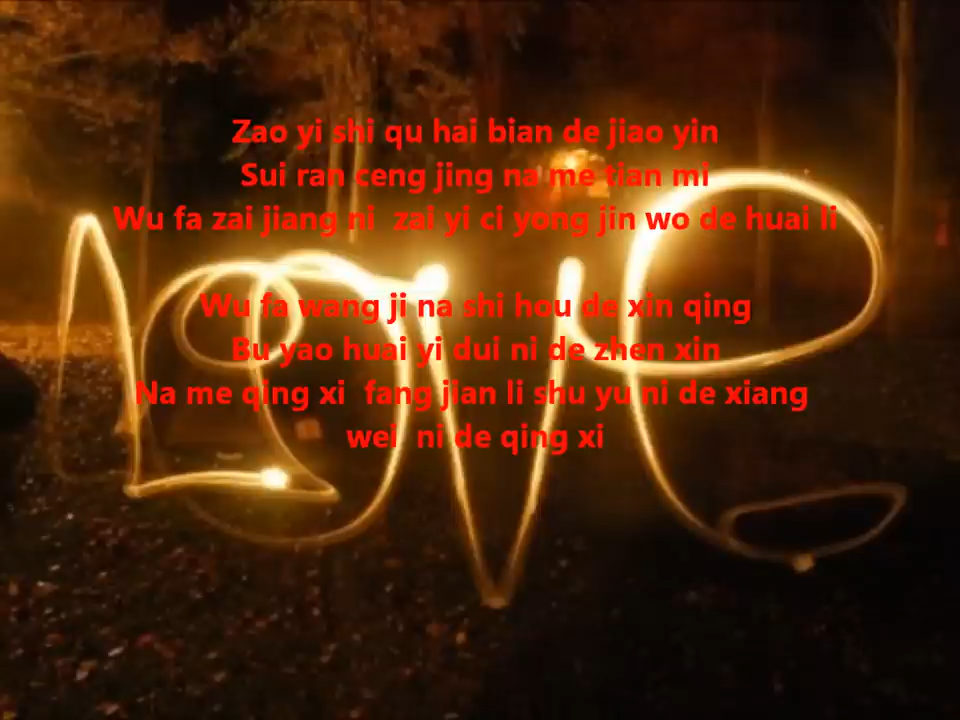 Zao yi shi qu hai bian de jiao yin
Sui ran ceng jing na me tian mi
Wu fa zai jiang ni  zai yi ci yong jin wo de huai li
Wu fa wang ji na shi hou de xin qing
Bu yao huai yi dui ni de zhen xin
Na me qing xi  fang jian li shu yu ni de xiang
wei  ni de qing xi
LOVE